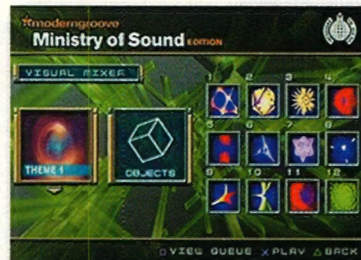 moderngroove
Ministry of Sound EDITION
VISUAL MIXER
1 2 3 4
5 6 7 8
9 10 11 12
THEME 1
OBJECTS
□ VIEW QUEUE × PLAY △ BACK